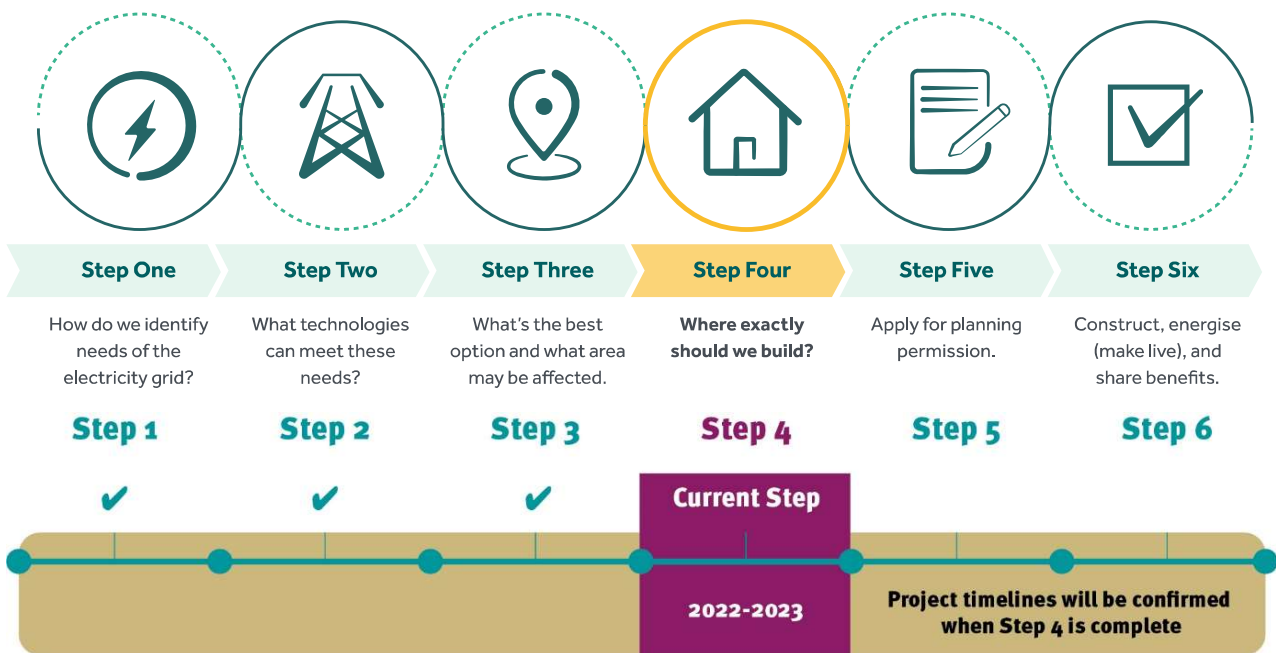 Step One
Step Two
Step Three
Step Four
Step Five
Step Six
How do we identify
needs of the
electricity grid?
What technologies
can meet these
needs?
What's the best
option and what area
may be affected.
Where exactly
should we build?
Apply for planning
permission.
Construct, energise
(make live), and
share benefits.
Step 1
Step 2
Step 3
Step 4
Step 5
Step 6
Current Step
2022-2023
Project timelines will be confirmed
when Step 4 is complete